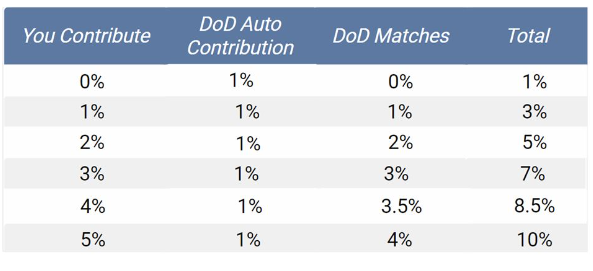 You Contribute DoD Auto Contribution DoD Matches Total
0% 1% 0% 1%
1% 1% 1% 3%
2% 1% 2% 5%
3% 1% 3% 7%
4% 1% 3.5% 8.5%
5% 1% 4% 10%